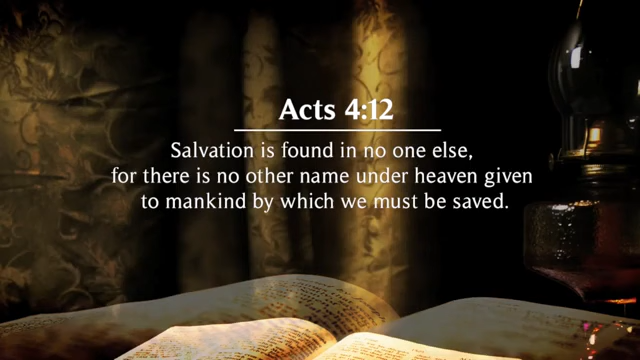 Acts 4:12
Salvation is found in no one else,
for there is no other name under heaven given
to mankind by which we must be saved.